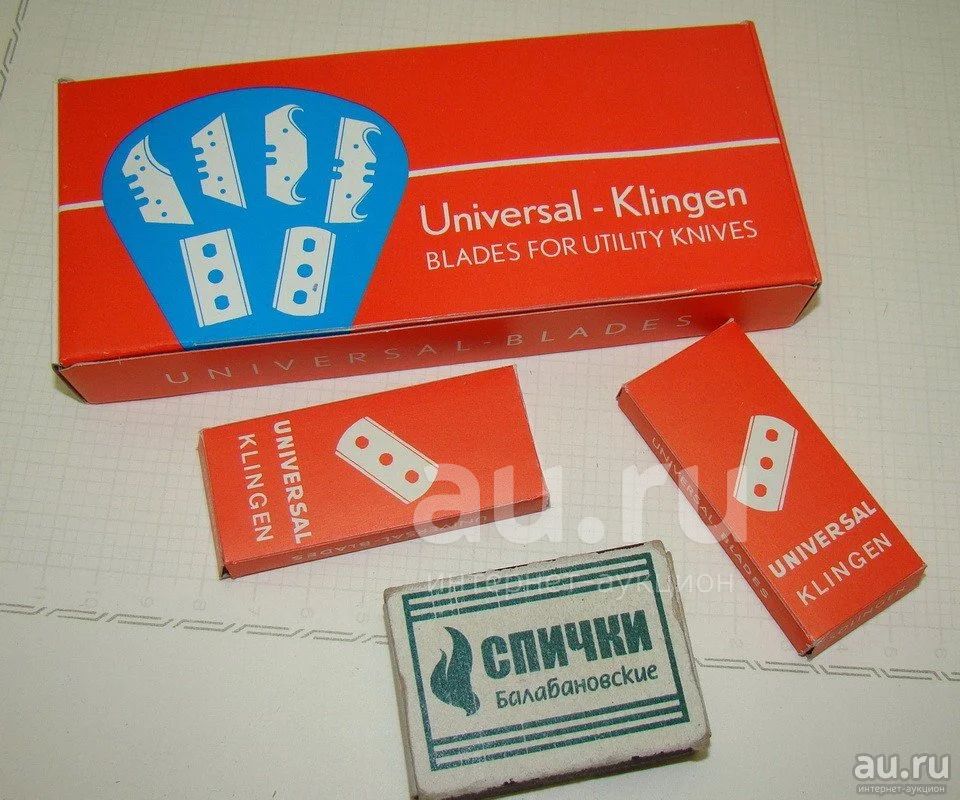 Universal - Klingen
BLADES FOR UTILITY KNIVES
UNIVERSAL - BLADES
UNIVERSAL
KLINGEN
UNIVERSAL BLADES
UNIVERSAL
KLINGEN
UNIVERSAL BLADES
au.ru
интернет-аукцион
СПИЧКИ
Балабановские
au.ru
интернет-аукцион